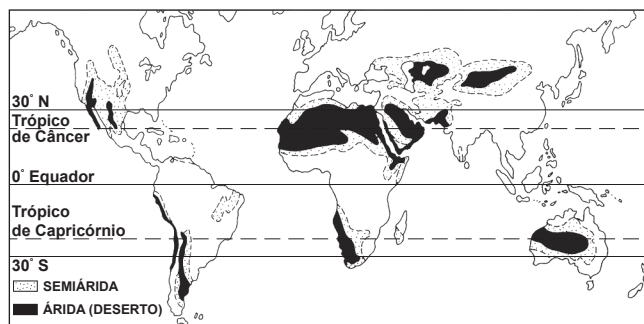 30° N
Trópico
de Câncer
0° Equador
Trópico
de Capricórnio
30° S
SEMIÁRIDA
ÁRIDA (DESERTO)